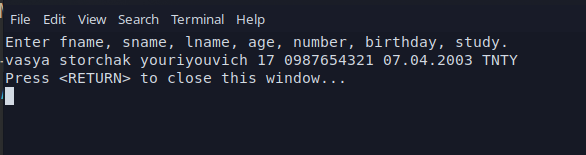 File Edit View Search Terminal Help
Enter fname, sname, lname, age, number, birthday, study.
vasya storchak youriyouvich 17 0987654321 07.04.2003 TNTY
Press <RETURN> to close this window...